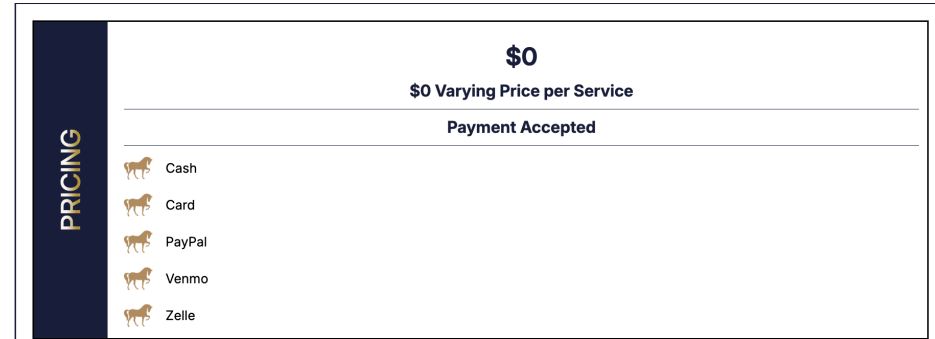 PRICING
$0
$0 Varying Price per Service
Payment Accepted
Cash
Card
PayPal
Venmo
Zelle